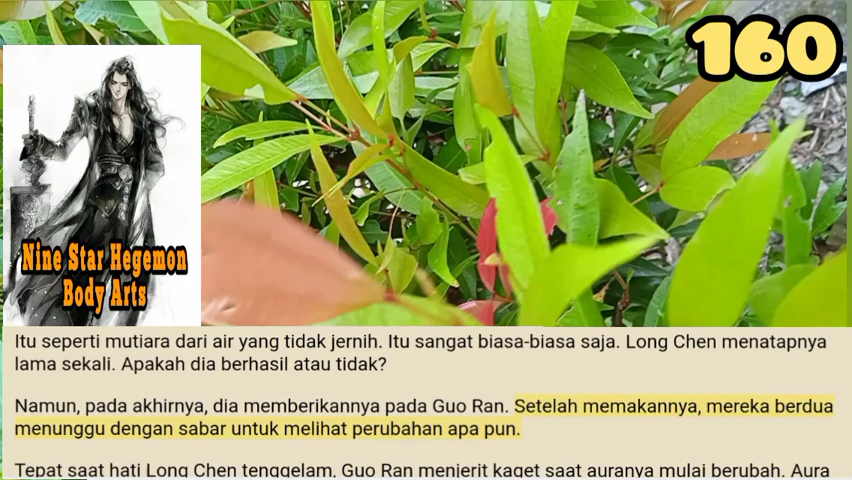 160
Nine Star Hegemon
Body Arts
Itu seperti mutiara dari air yang tidak jernih. Itu sangat biasa-biasa saja. Long Chen menatapnya
lama sekali. Apakah dia berhasil atau tidak?
Namun, pada akhirnya, dia memberikannya pada Guo Ran. Setelah memakannya, mereka berdua
menunggu dengan sabar untuk melihat perubahan apa pun.
Tepat saat hati Long Chen tenggelam, Guo Ran menjerit kaget saat auranya mulai berubah. Aura